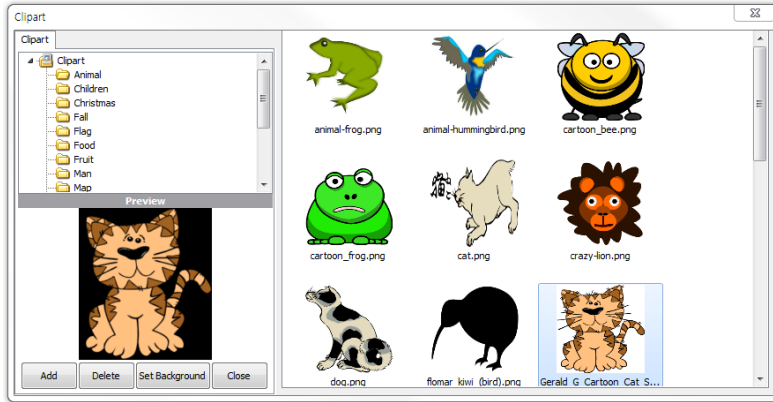 Clipart
Clipart
Clipart
Animal
Children
Christmas
Fall
Flag
Food
Fruit
Man
Map
Preview
Add
Delete
Set Background
Close
animal-frog.png
animal-hummingbird.png
cartoon_bee.png
cartoon_frog.png
cat.png
crazy-lion.png
dog.png
flomar_kiwi_(bird).png
Gerald_G_Cartoon_Cat_S...